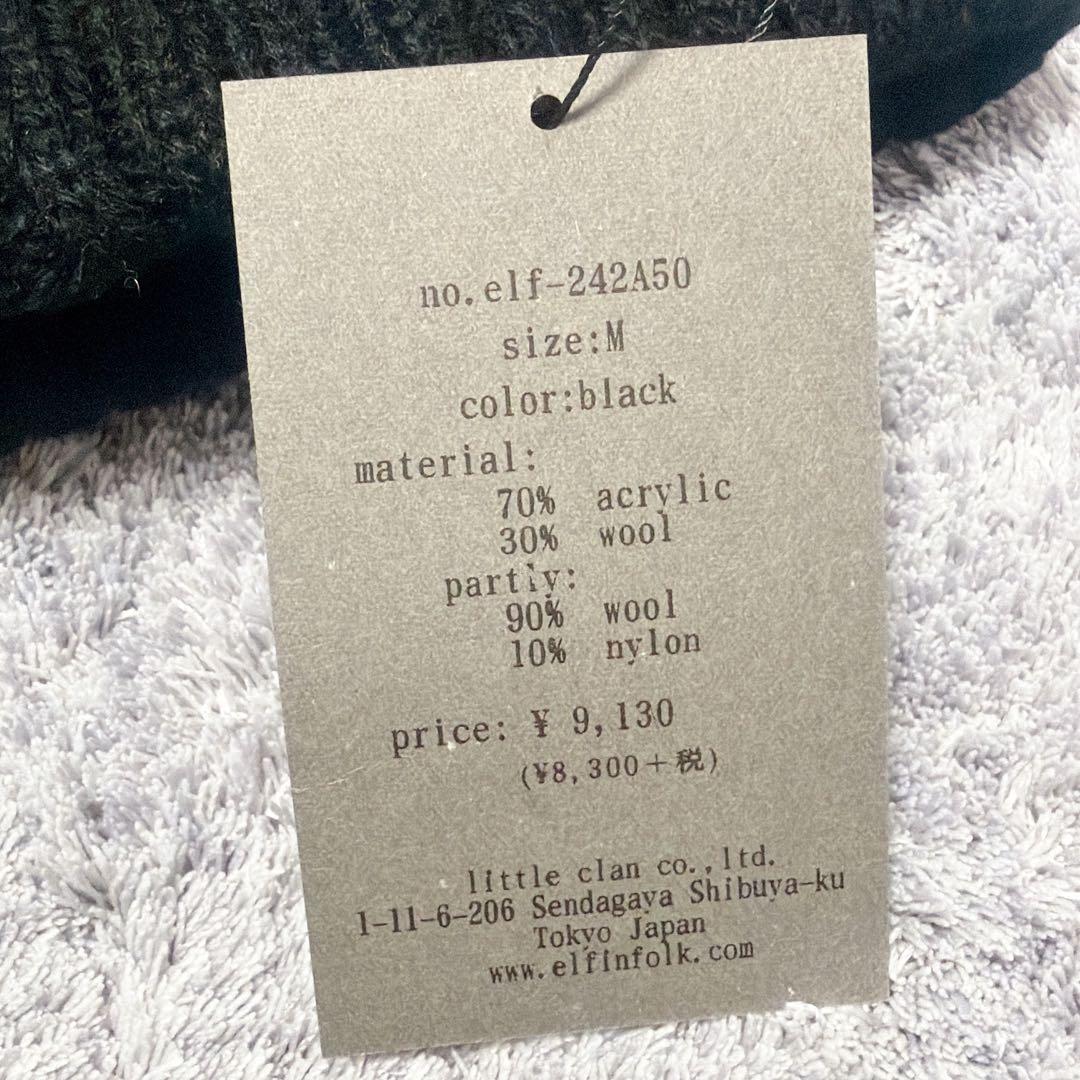 no.elf-242A50
size:M
color:black
material:
70% acrylic
30% wool
partly:
90% wool
10% nylon
price: ¥ 9,130
(¥8,300+税)
little clan co.,ltd.
1-11-6-206 Sendagaya Shibuya-ku
Tokyo Japan
www.elfinfolk.com